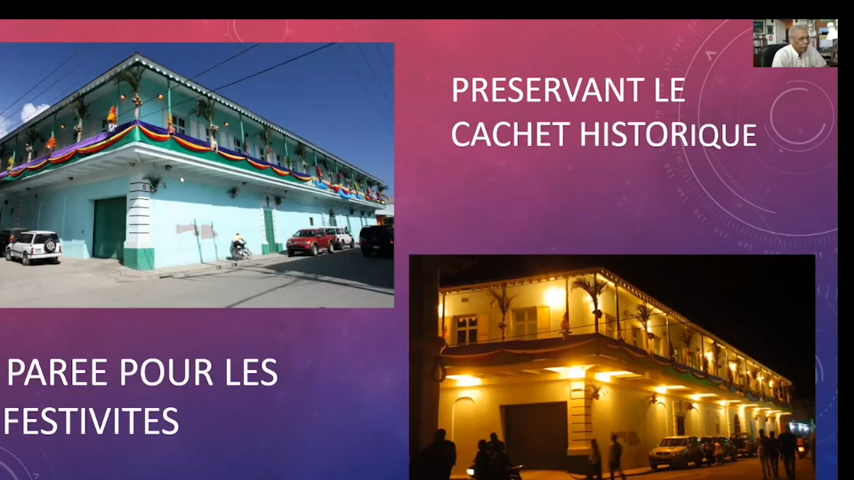 PRESERVANT LE
CACHET HISTORIQUE
PAREE POUR LES
FESTIVITES